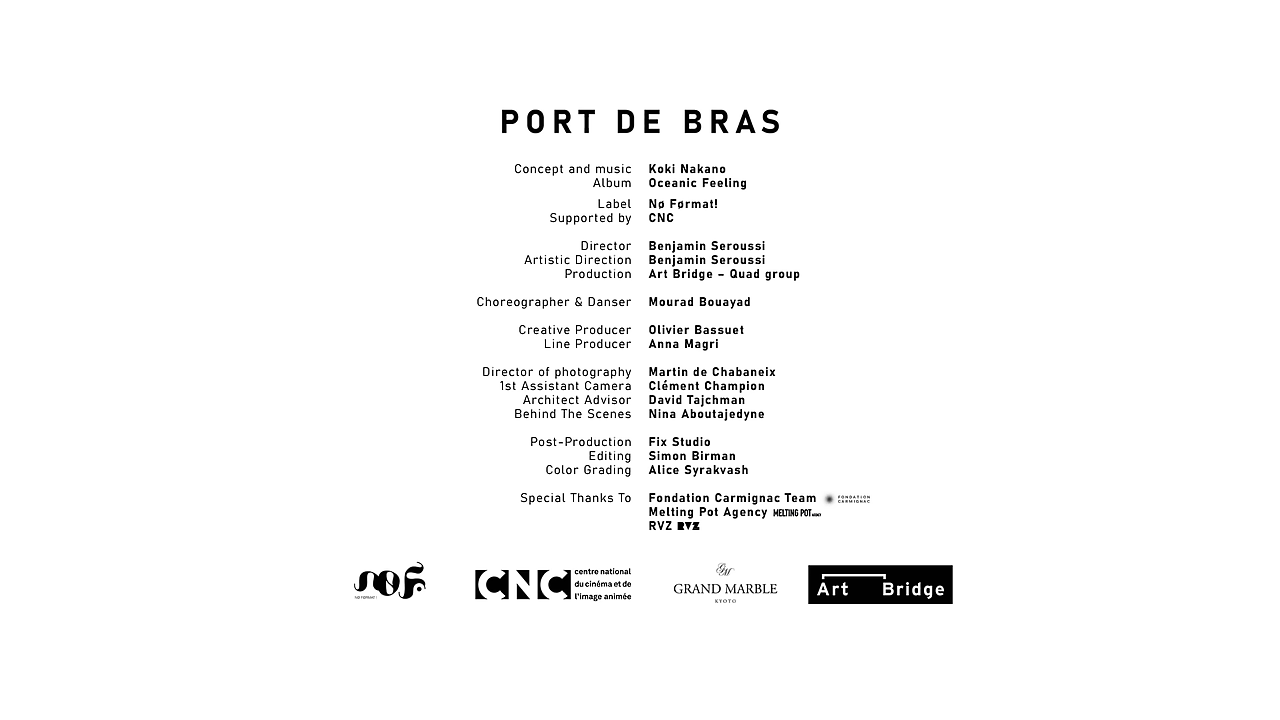 PORT DE BRAS
Concept and music Koki Nakano
Album Oceanic Feeling
Label Nø Førmat!
Supported by CNC
Director Benjamin Seroussi
Artistic Direction Benjamin Seroussi
Production Art Bridge – Quad group
Choreographer & Danser Mourad Bouayad
Creative Producer Olivier Bassuet
Line Producer Anna Magri
Director of photography Martin de Chabaneix
1st Assistant Camera Clément Champion
Architect Advisor David Tajchman
Behind The Scenes Nina Aboutajedyne
Post-Production Fix Studio
Editing Simon Birman
Color Grading Alice Syrakvash
Special Thanks To Fondation Carmignac Team FONDATION CARMIGNAC
Melting Pot Agency MELTING POT
RVZ RVZ
NØF.
CNC centre national
du cinéma et de
l'image animée
GM
GRAND MARBLE
KYOTO
Art Bridge